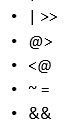 • | >>
• @>
• <@
• ~ =
• &&